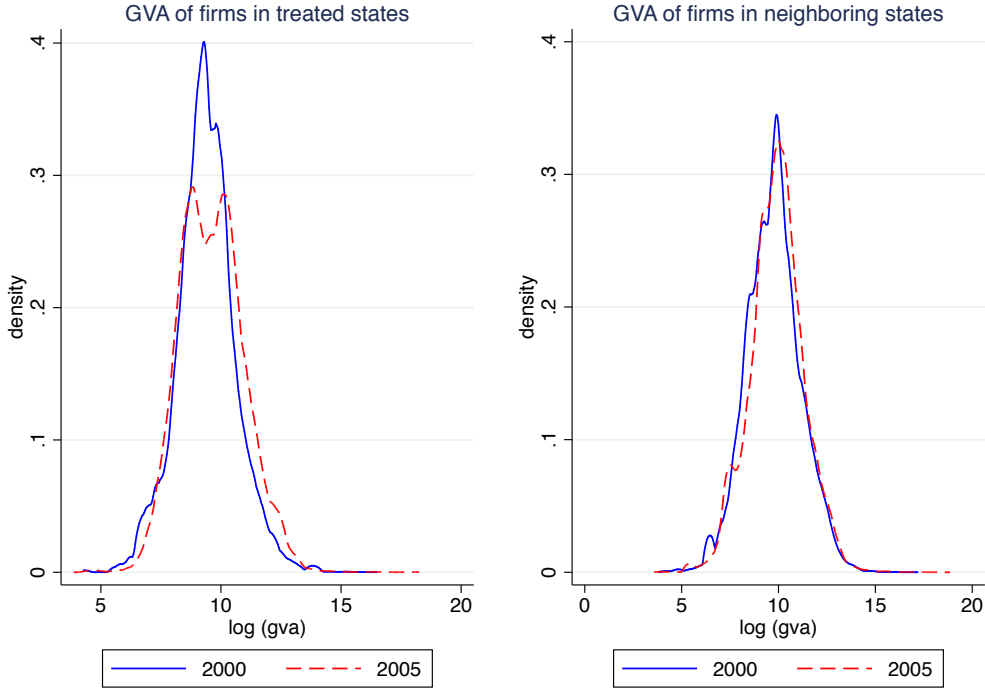 GVA of firms in treated states
.4
.3
.2
.1
0
density
5 10 15 20
log (gva)
2000 2005
GVA of firms in neighboring states
.4
.3
.2
.1
0
density
0 5 10 15 20
log (gva)
2000 2005